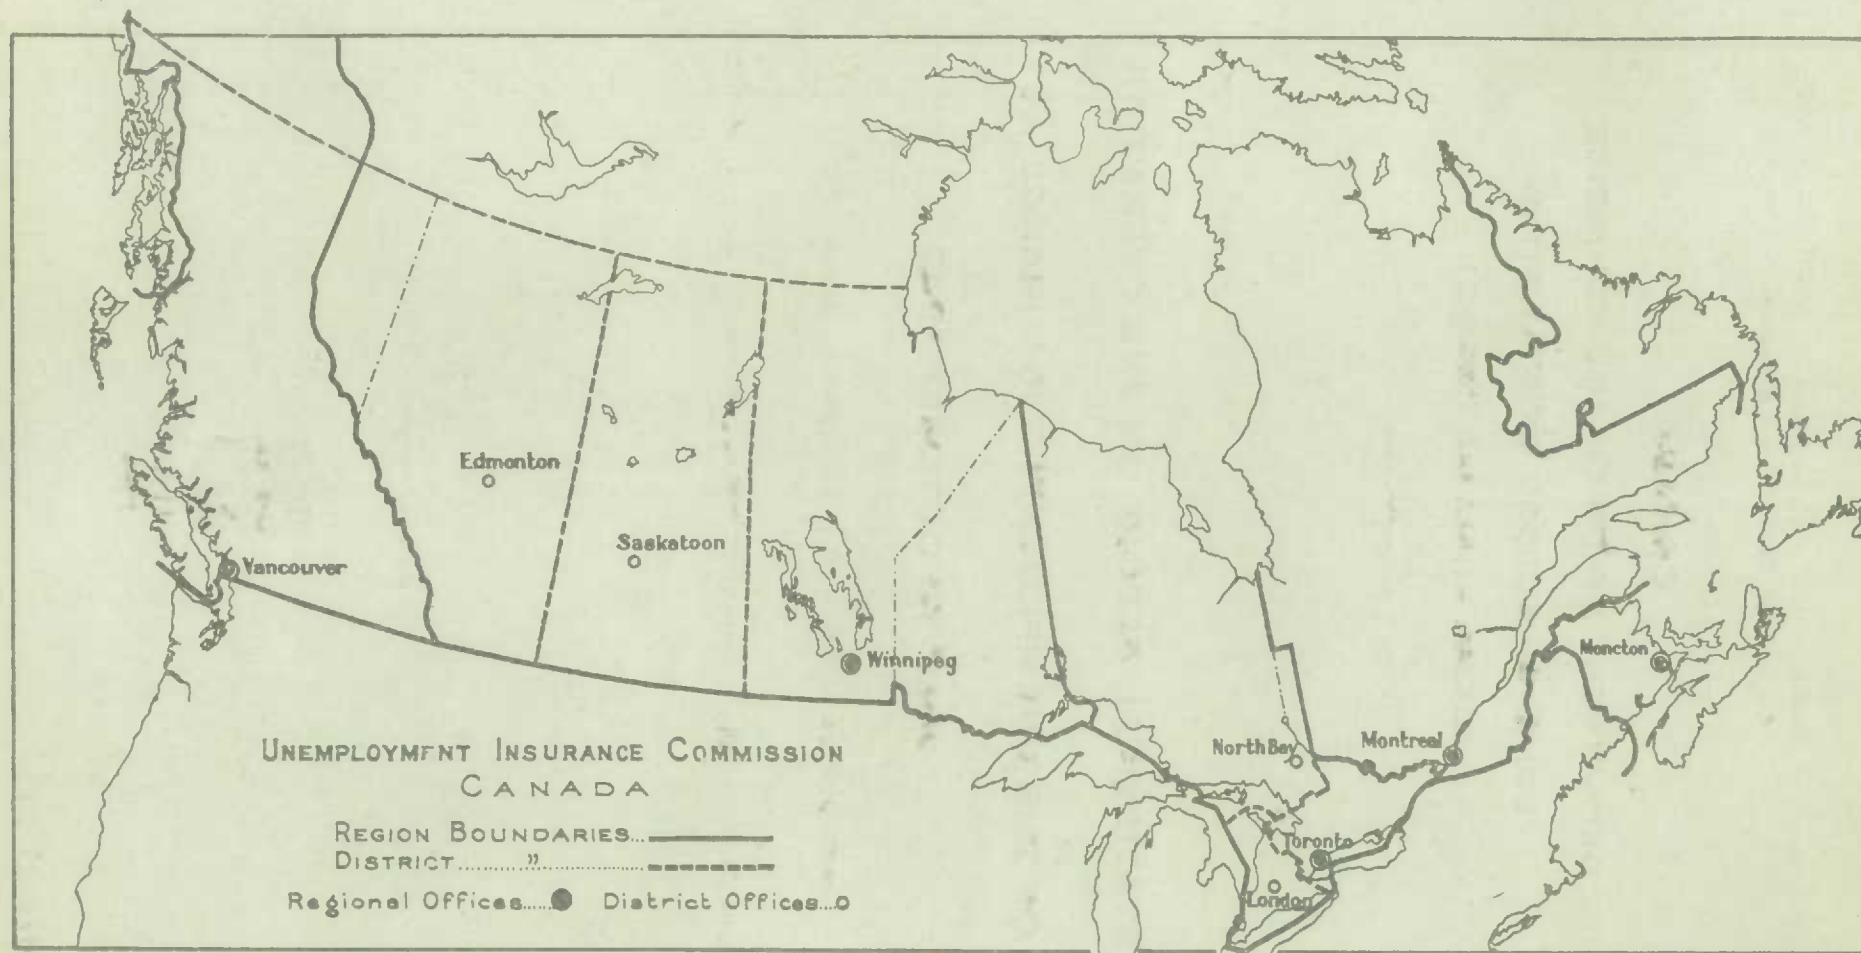 Edmonton
Saskatoon
Vancouver
Winnipeg
Moncton
North Bay
Montreal
Toronto
London
UNEMPLOYMENT INSURANCE COMMISSION
CANADA
REGION BOUNDARIES...
DISTRICT......... " ...............
Regional Offices...... District Offices...